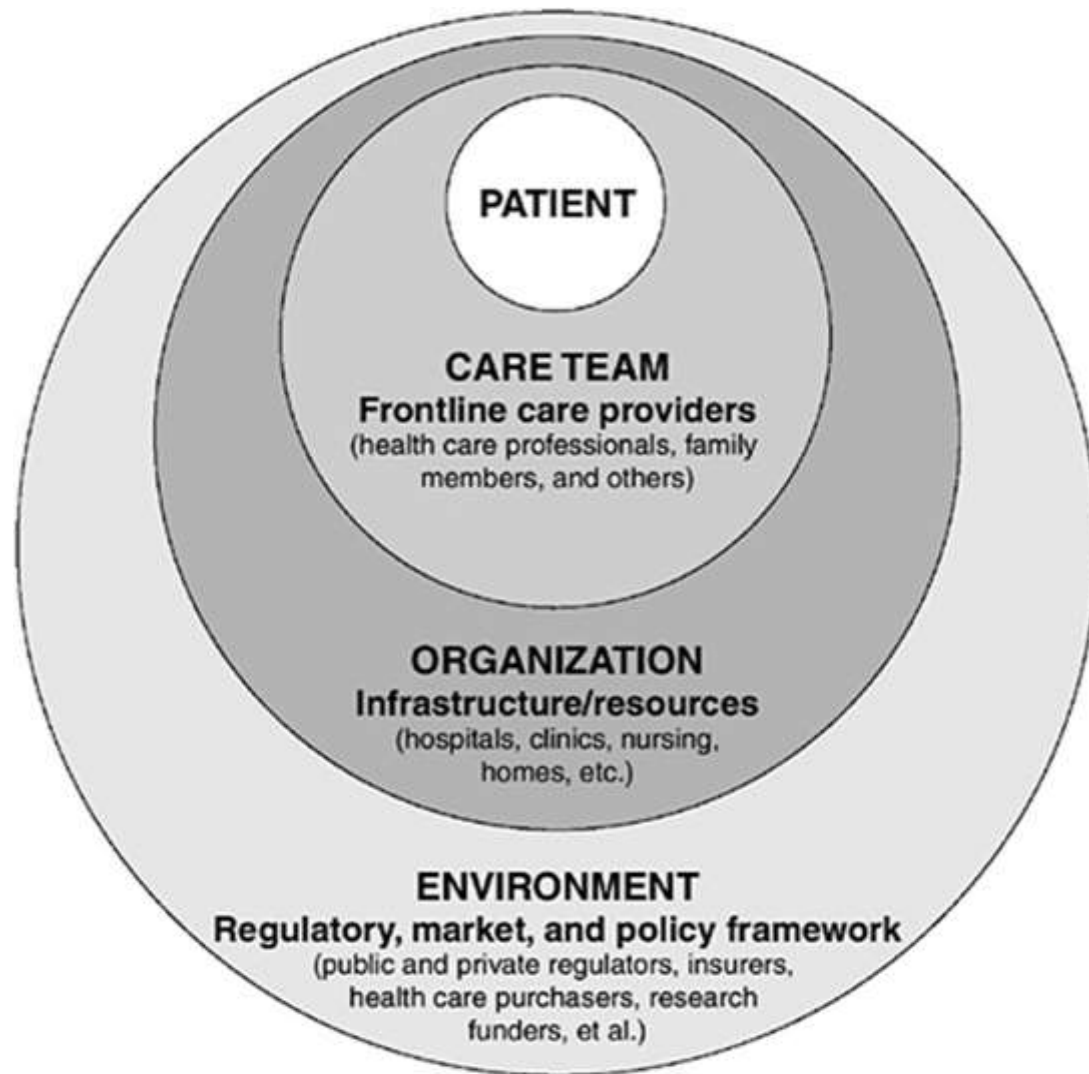 PATIENT
CARE TEAM
Frontline care providers
(health care professionals, family
members, and others)
ORGANIZATION
Infrastructure/resources
(hospitals, clinics, nursing,
homes, etc.)
ENVIRONMENT
Regulatory, market, and policy framework
(public and private regulators, insurers,
health care purchasers, research
funders, et al.)